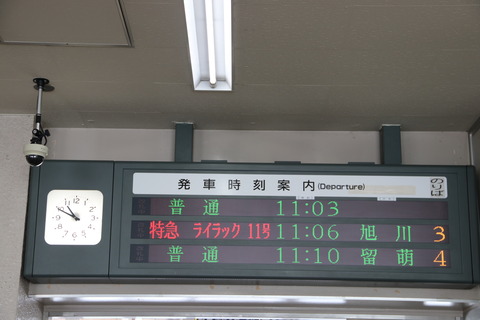 発車時刻案内(Departure)
のりば
普通 11:03
特急 ライラック 11号 11:06 旭川 3
普通 11:10 留萌 4